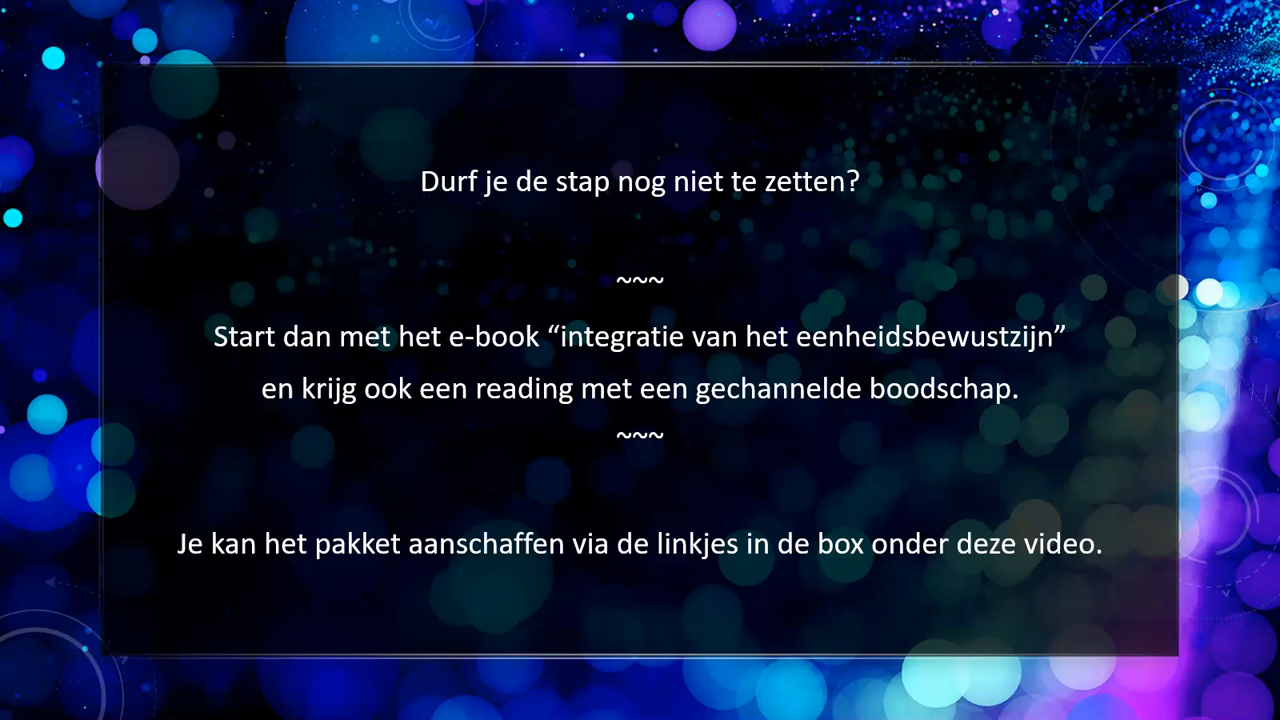 Durf je de stap nog niet te zetten?
~~~
Start dan met het e-book “integratie van het eenheidsbewustzijn”
en krijg ook een reading met een gechannelde boodschap.
~~~
Je kan het pakket aanschaffen via de linkjes in de box onder deze video.